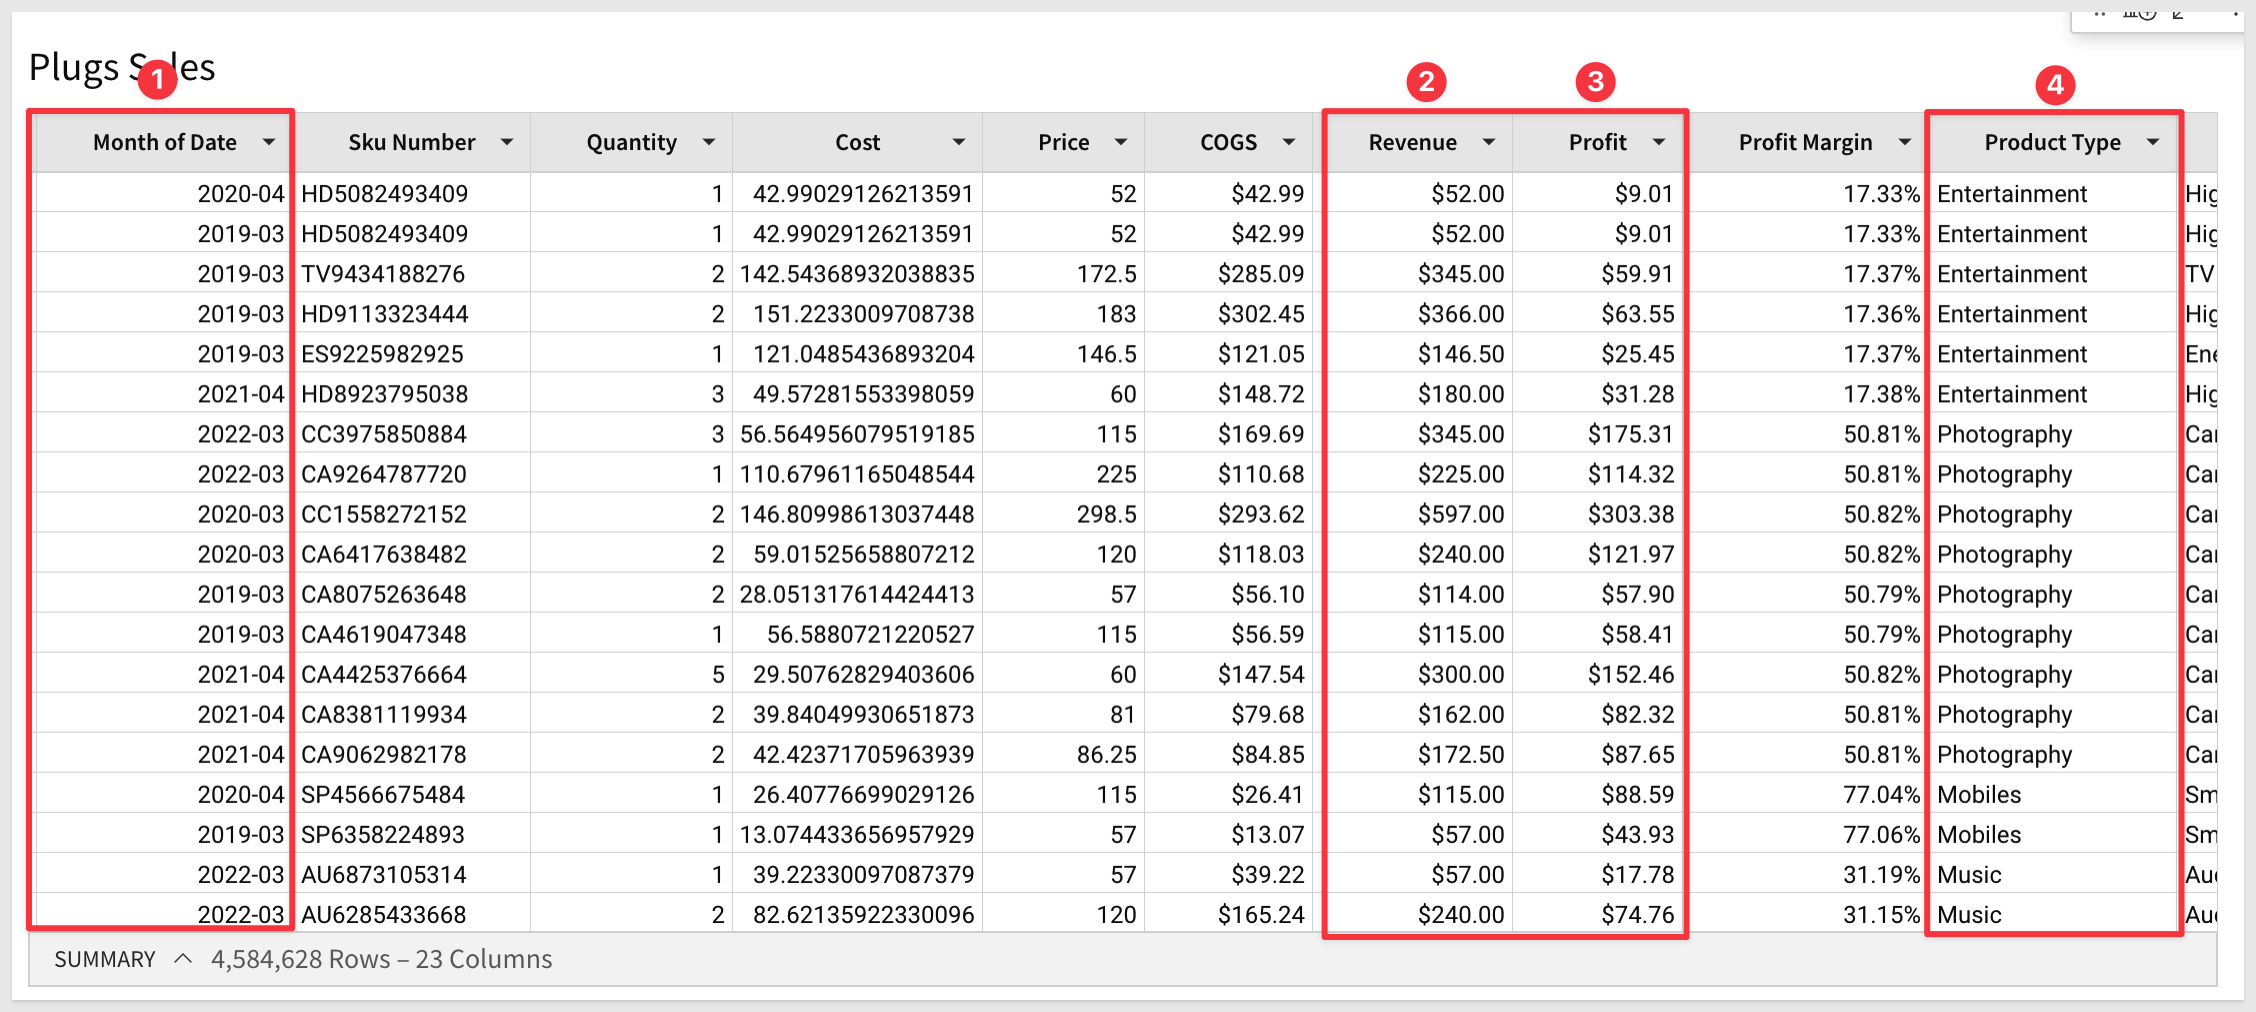 Plugs Sales
1 2 3 4
Month of Date Sku Number Quantity Cost Price COGS Revenue Profit Profit Margin Product Type
2020-04 HD5082493409 1 42.99029126213591 52 $42.99 $52.00 $9.01 17.33% Entertainment Hig
2019-03 HD5082493409 1 42.99029126213591 52 $42.99 $52.00 $9.01 17.33% Entertainment Hig
2019-03 TV9434188276 2 142.54368932038835 172.5 $285.09 $345.00 $59.91 17.37% Entertainment TV
2019-03 HD9113323444 2 151.2233009708738 183 $302.45 $366.00 $63.55 17.36% Entertainment Hig
2019-03 ES9225982925 1 121.0485436893204 146.5 $121.05 $146.50 $25.45 17.37% Entertainment Ene
2021-04 HD8923795038 3 49.57281553398059 60 $148.72 $180.00 $31.28 17.38% Entertainment Hig
2022-03 CC3975850884 3 56.564956079519185 115 $169.69 $345.00 $175.31 50.81% Photography Car
2022-03 CA9264787720 1 110.67961165048544 225 $110.68 $225.00 $114.32 50.81% Photography Car
2020-03 CC1558272152 2 146.80998613037448 298.5 $293.62 $597.00 $303.38 50.82% Photography Car
2020-03 CA6417638482 2 59.01525658807212 120 $118.03 $240.00 $121.97 50.82% Photography Car
2019-03 CA8075263648 2 28.051317614424413 57 $56.10 $114.00 $57.90 50.79% Photography Car
2019-03 CA4619047348 1 56.5880721220527 115 $56.59 $115.00 $58.41 50.79% Photography Car
2021-04 CA4425376664 5 29.50762829403606 60 $147.54 $300.00 $152.46 50.82% Photography Car
2021-04 CA8381119934 2 39.84049930651873 81 $79.68 $162.00 $82.32 50.81% Photography Car
2021-04 CA9062982178 2 42.42371705963939 86.25 $84.85 $172.50 $87.65 50.81% Photography Car
2020-04 SP4566675484 1 26.40776699029126 115 $26.41 $115.00 $88.59 77.04% Mobiles Sm
2019-03 SP6358224893 1 13.074433656957929 57 $13.07 $57.00 $43.93 77.06% Mobiles Sm
2022-03 AU6873105314 1 39.22330097087379 57 $39.22 $57.00 $17.78 31.19% Music Auc
2022-03 AU6285433668 2 82.62135922330096 120 $165.24 $240.00 $74.76 31.15% Music Auc
SUMMARY 4,584,628 Rows – 23 Columns